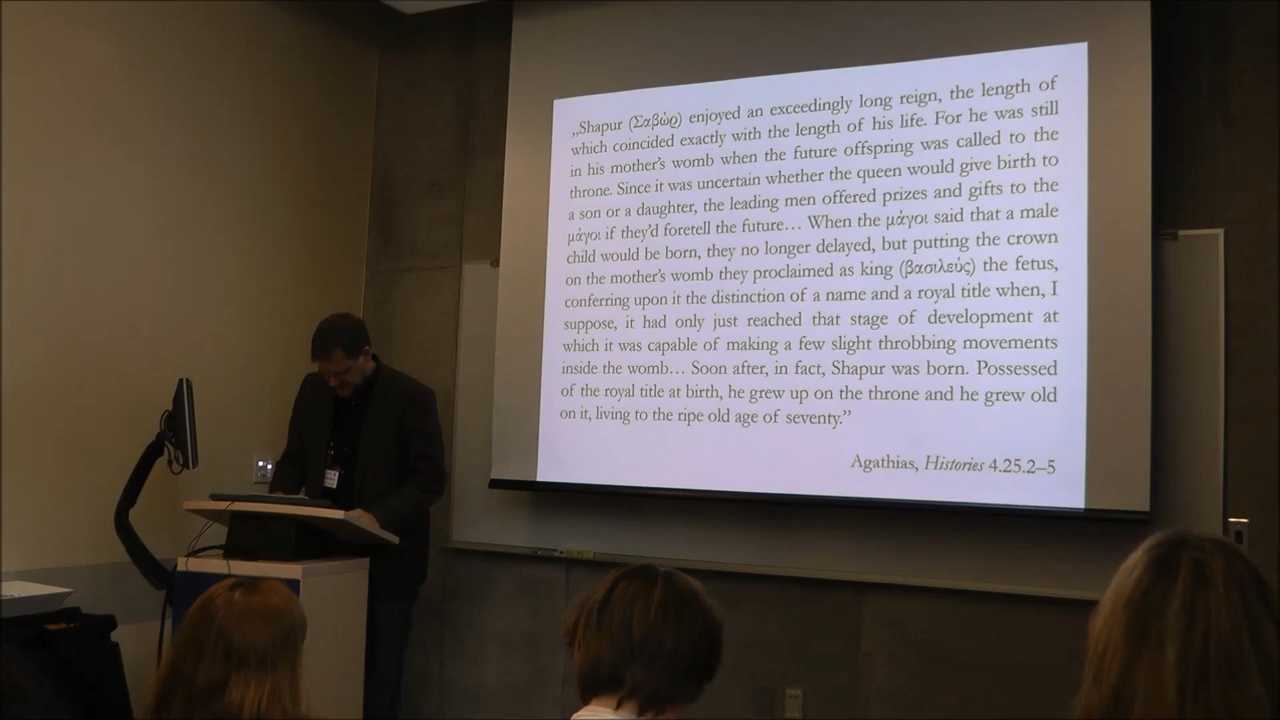 „Shapur (Σαβώρ) enjoyed an exceedingly long reign, the length of
which coincided exactly with the length of his life. For he was still
in his mother's womb when the future offspring was called to the
throne. Since it was uncertain whether the queen would give birth to
a son or a daughter, the leading men offered prizes and gifts to the
μάγοι if they'd foretell the future… When the μάγοι said that a male
child would be born, they no longer delayed, but putting the crown
on the mother's womb they proclaimed as king (βασιλεύς) the fetus,
conferring upon it the distinction of a name and a royal title when, I
suppose, it had only just reached that stage of development at
which it was capable of making a few slight throbbing movements
inside the womb… Soon after, in fact, Shapur was born. Possessed
of the royal title at birth, he grew up on the throne and he grew old
on it, living to the ripe old age of seventy.”
Agathias, Histories 4.25.2–5